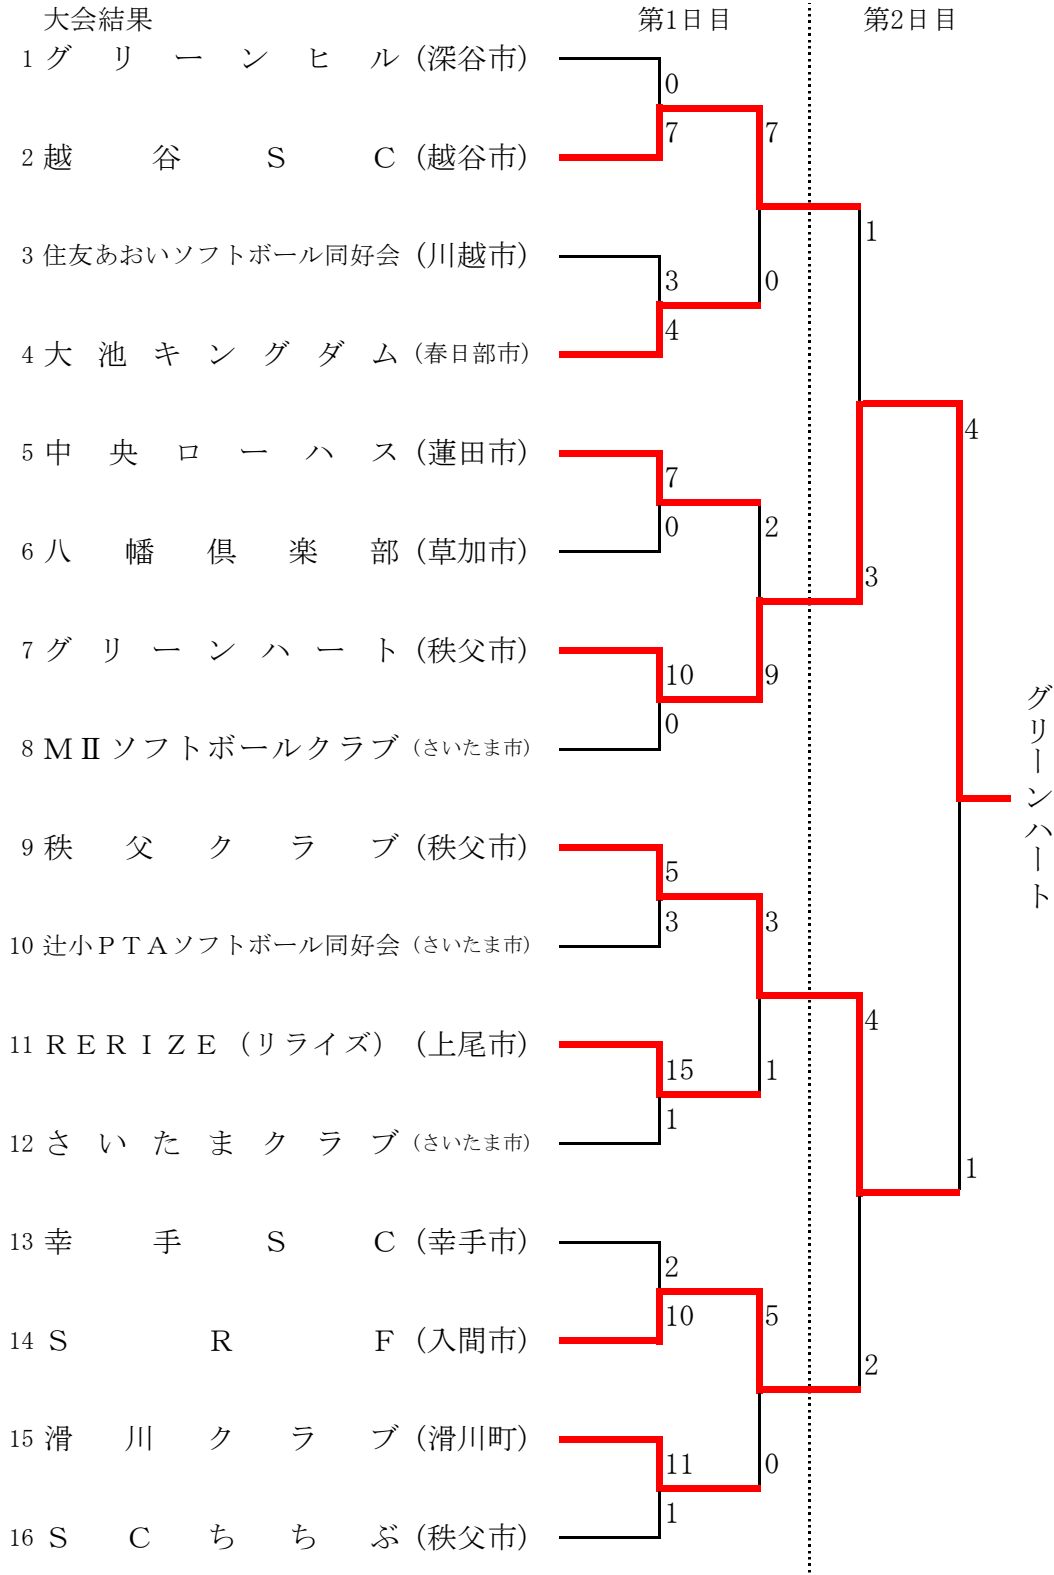 大会結果 第1日目 第2日目
1 グリーンヒル (深谷市)
0
7 7
2 越谷SC (越谷市)
1
3 住友あおいソフトボール同好会 (川越市)
3 0
4
4 大池キングダム (春日部市)
4
5 中央ローハス (蓮田市)
7
0 2
6 八幡倶楽部 (草加市)
3
7 グリーンハート (秩父市)
10 9
0
8 MⅡソフトボールクラブ (さいたま市)
グリーンハート
9 秩父クラブ (秩父市)
5
3 3
10 辻小PTAソフトボール同好会 (さいたま市)
4
11 RERIZE(リライズ) (上尾市)
15 1
1
12 さいたまクラブ (さいたま市)
1
13 幸手SC (幸手市)
2
10 5
14 SRF (入間市)
2
15 滑川クラブ (滑川町)
11 0
1
16 SCちちぶ (秩父市)